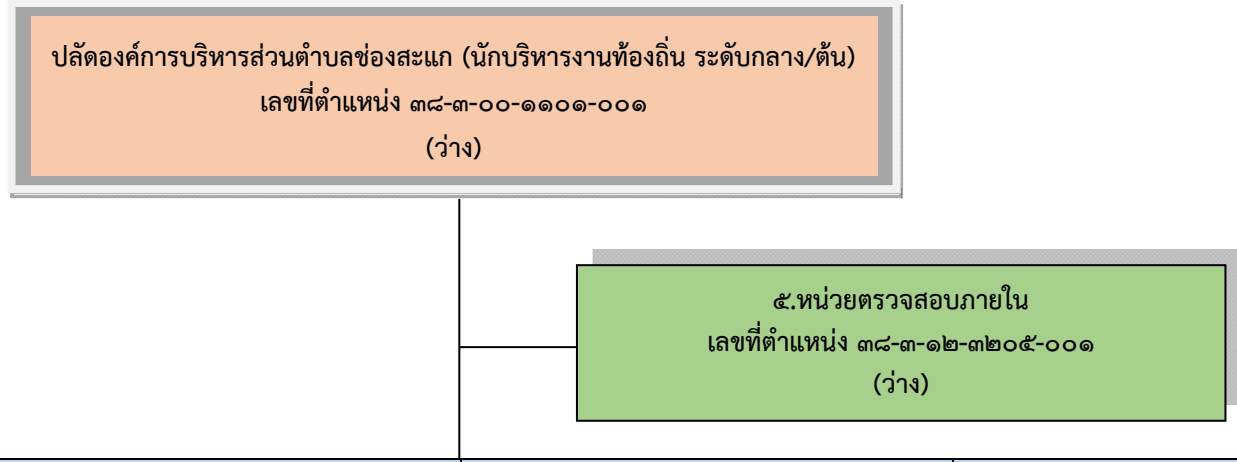 ปลัดองค์การบริหารส่วนตำบลช่องสะแก (นักบริหารงานท้องถิ่น ระดับกลาง/ต้น)
เลขที่ตำแหน่ง ๓๘-๓-๐๐-๑๑๐๑-๐๐๑
(ว่าง)
๕.หน่วยตรวจสอบภายใน
เลขที่ตำแหน่ง ๓๘-๓-๑๒-๓๒๐๕-๐๐๑
(ว่าง)